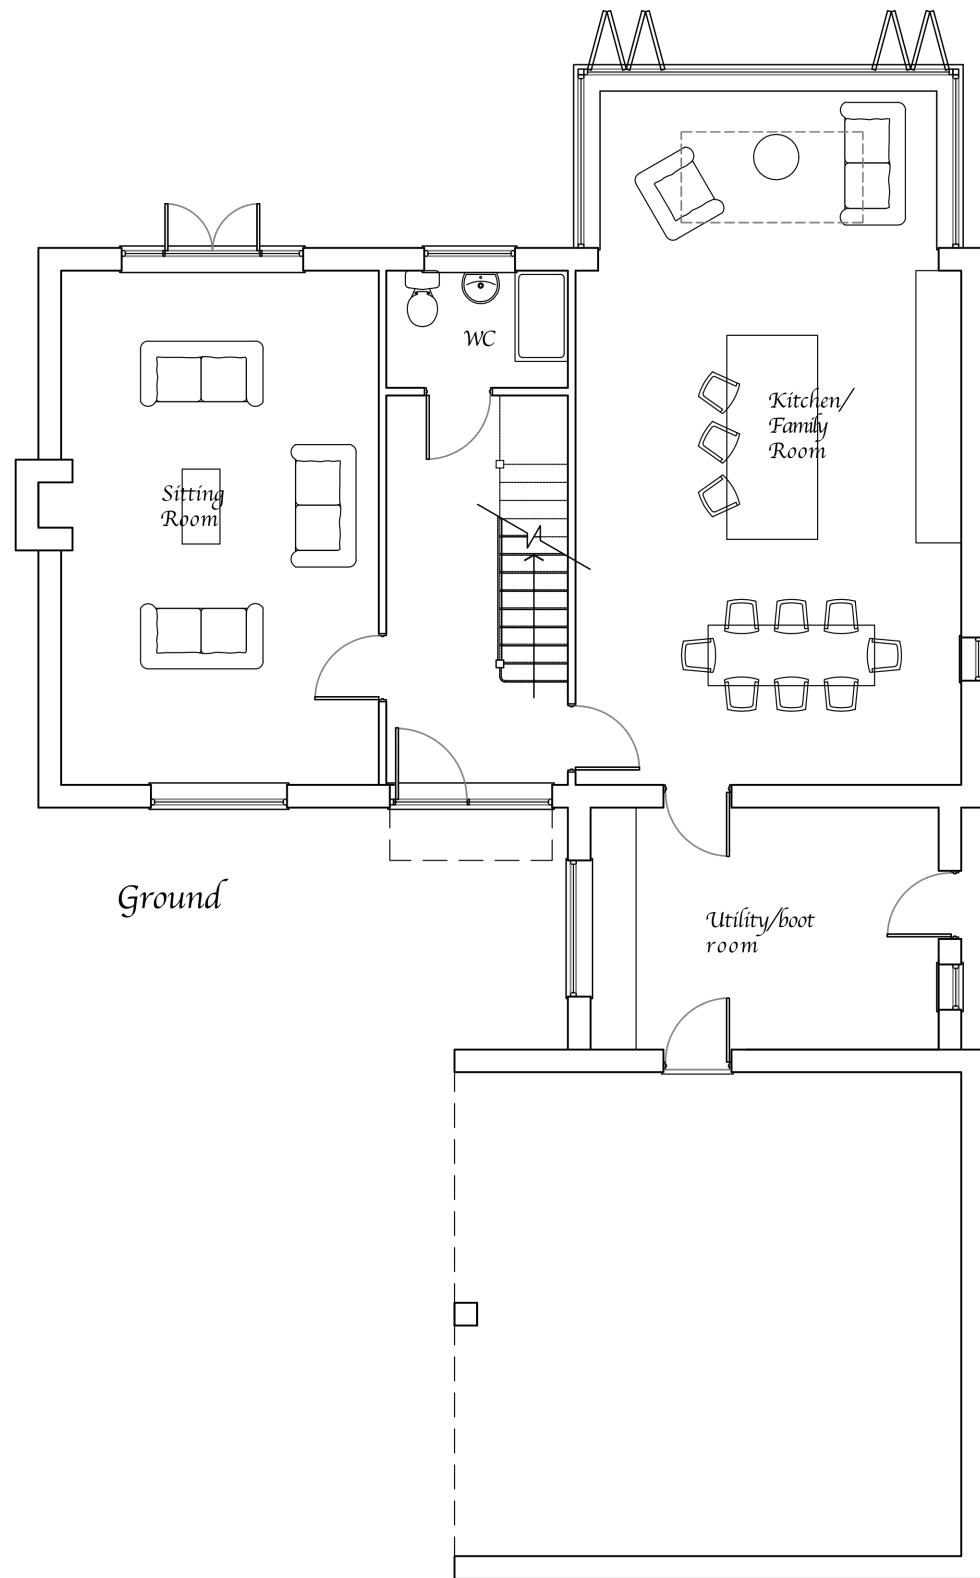 WC
Kitchen/
Family
Room
Sitting
Room
Ground
Utility/boot
room